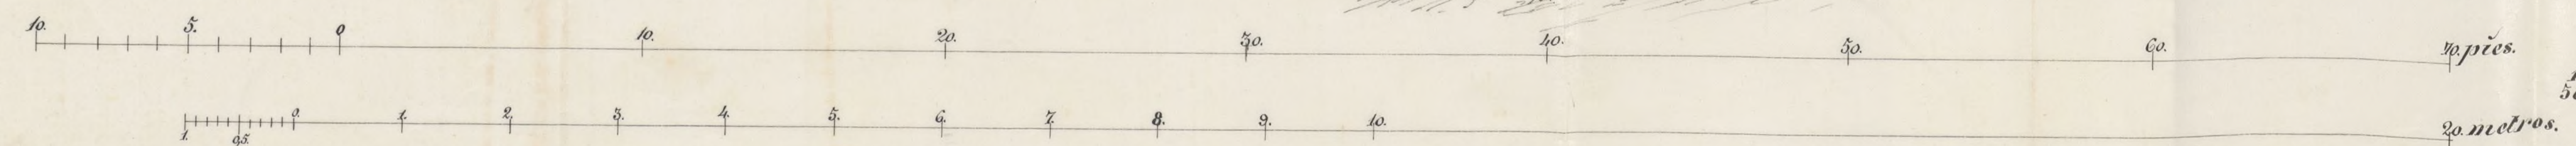 10. 5. 0 10. 20. 30. 40. 50. 60. 70. pies.
0. 1. 2. 3. 4. 5. 6. 7. 8. 9. 10. 20. metros.
1. 0,5.